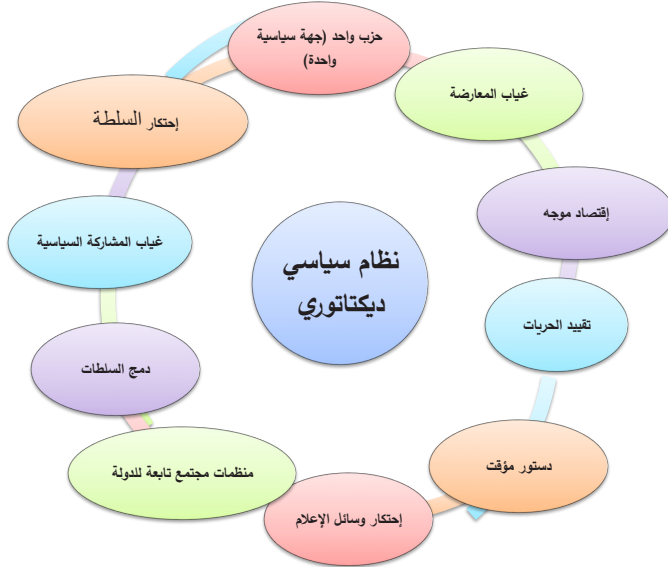 حزب واحد (جهة سياسية
واحدة)
غياب المعارضة
إقتصاد موجه
تقييد الحريات
دستور مؤقت
إحتكار وسائل الإعلام
منظمات مجتمع تابعة للدولة
دمج السلطات
غياب المشاركة السياسية
إحتكار السلطة
نظام سياسي
ديكتاتوري